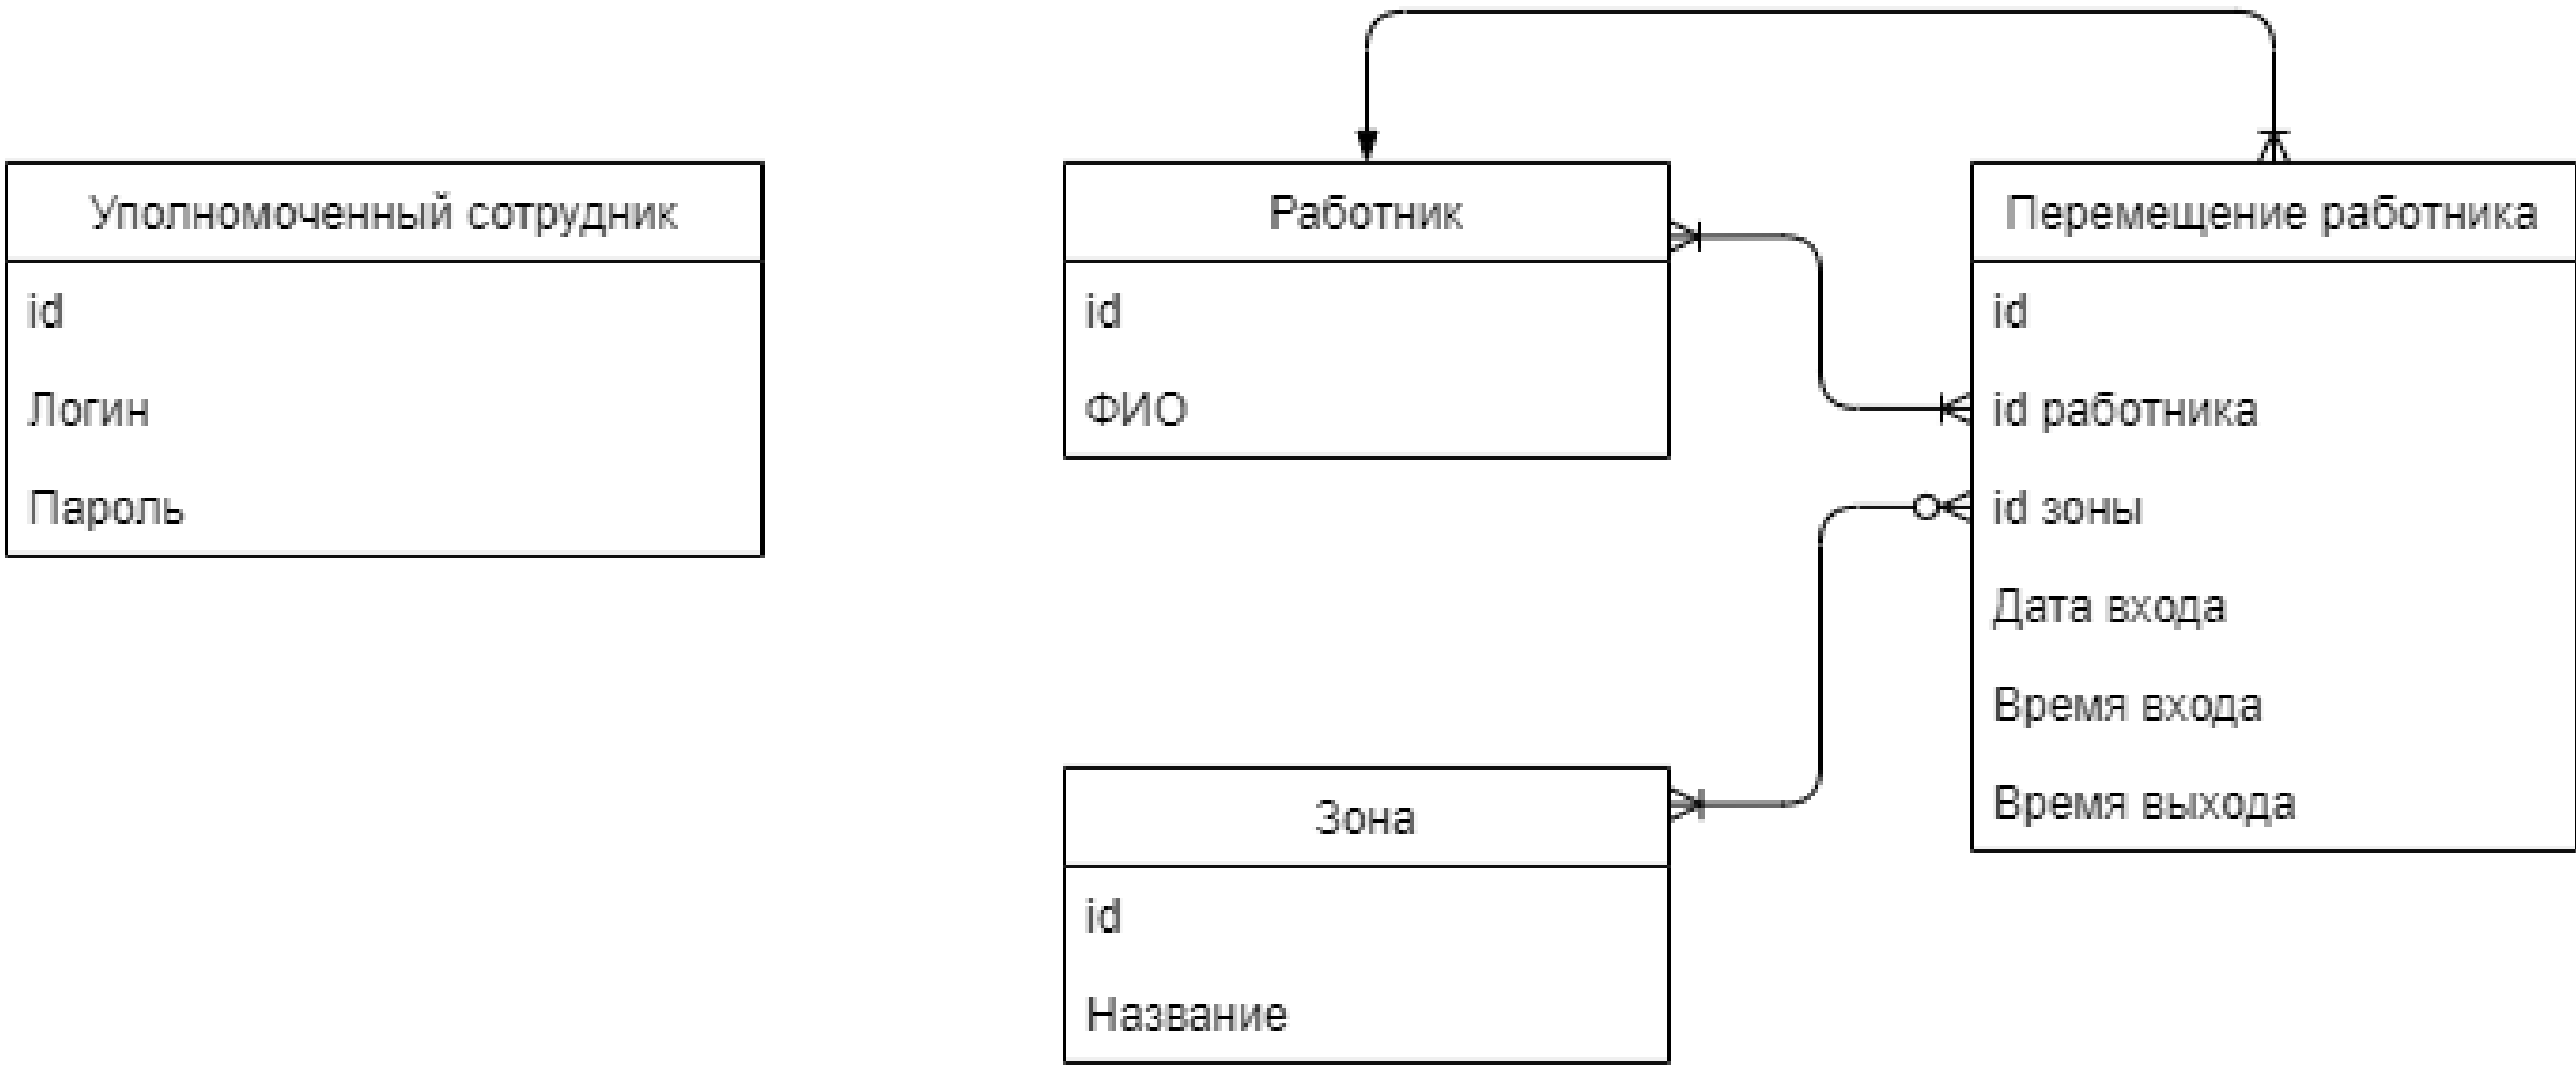 Уполномоченный сотрудник
id
Логин
Пароль
Работник
id
ФИО
Перемещение работника
id
id работника
id зоны
Дата входа
Время входа
Время выхода
Зона
id
Название